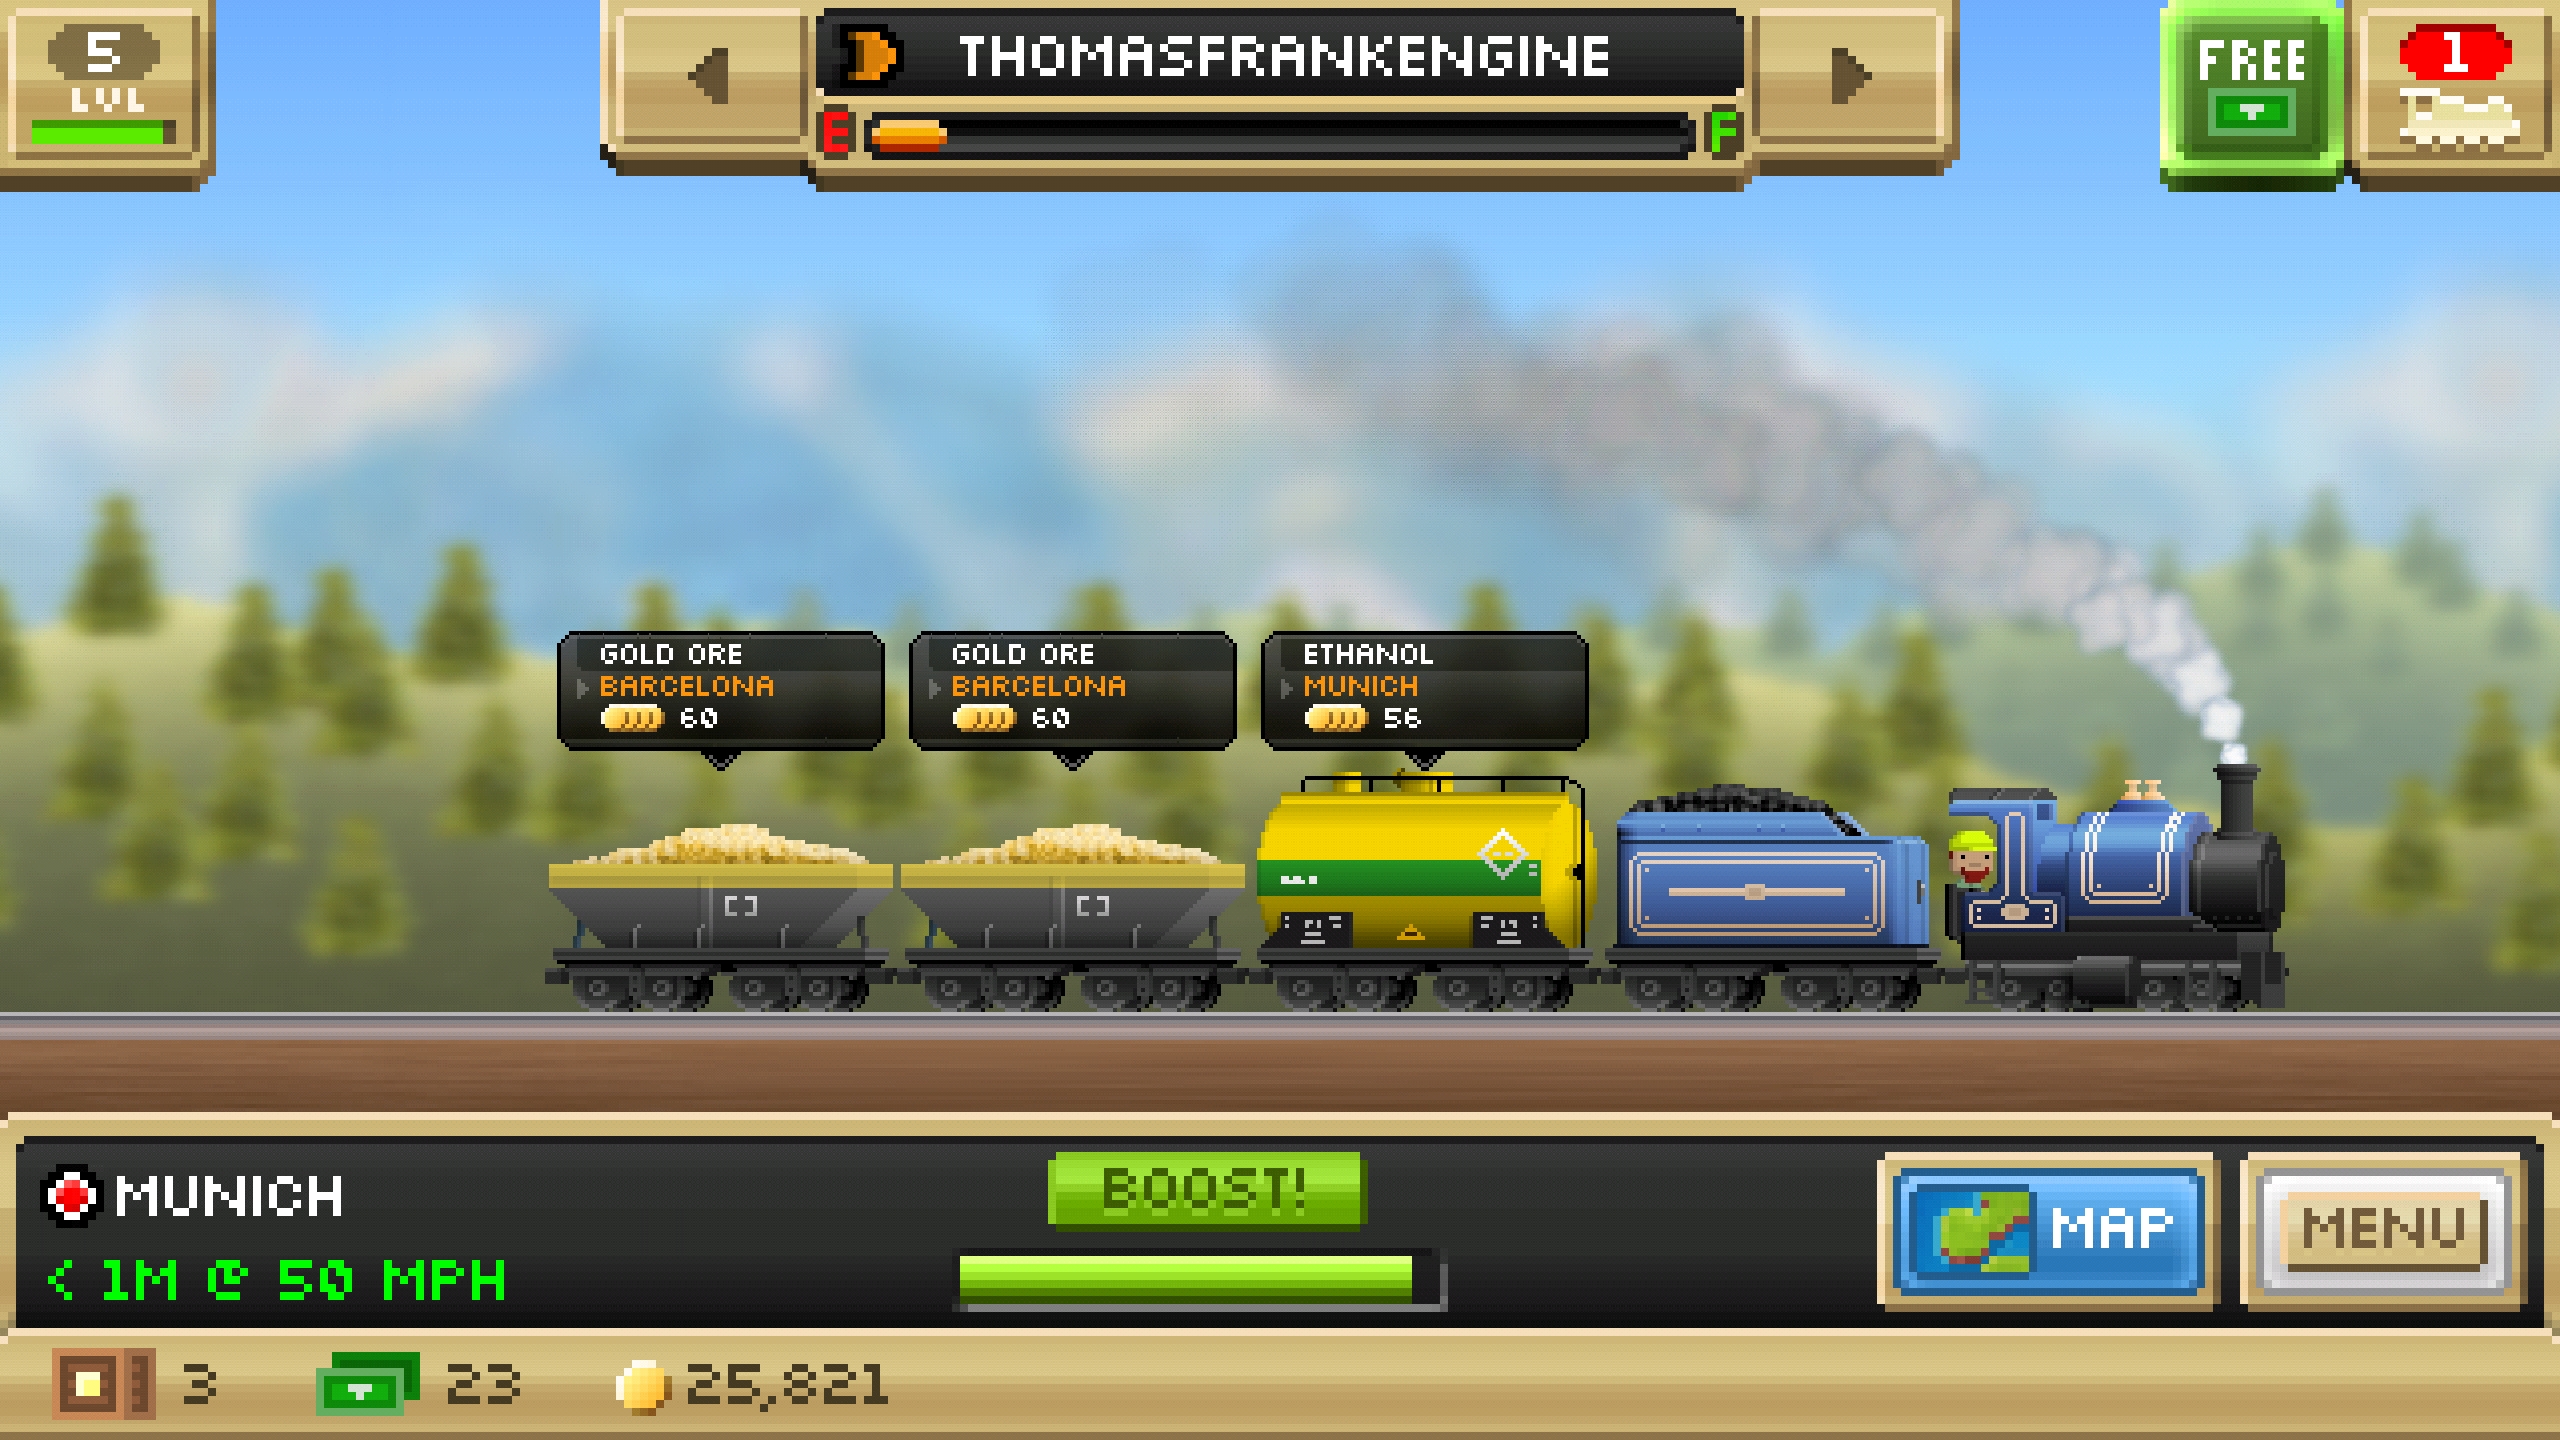 5
LVL
THOMASFRANKENGINE
E F
FREE
1
GOLD ORE
BARCELONA
60
GOLD ORE
BARCELONA
60
ETHANOL
MUNICH
56
MUNICH
< 1M @ 50 MPH
BOOST!
MAP
MENU
3
23
25,821